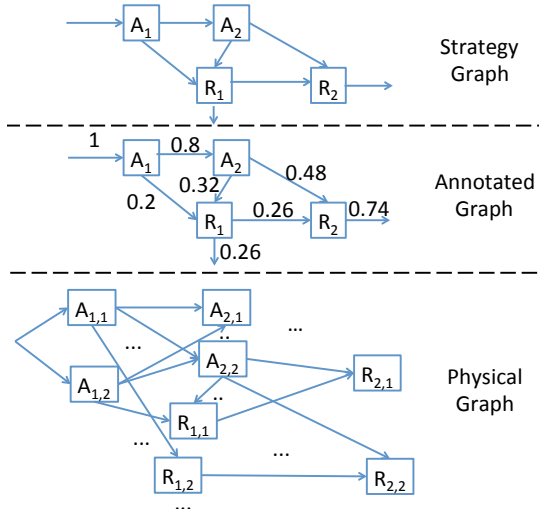 A1 A2
Strategy
Graph
R1 R2
1 0.8
A1 A2
0.48
Annotated
Graph
0.2 0.32
0.26 0.74
R1 R2
0.26
A1,1 A2,1
...
... ..
A2,2
A1,2 R2,1
Physical
Graph
..
R1,1
... ...
R1,2 R2,2
...